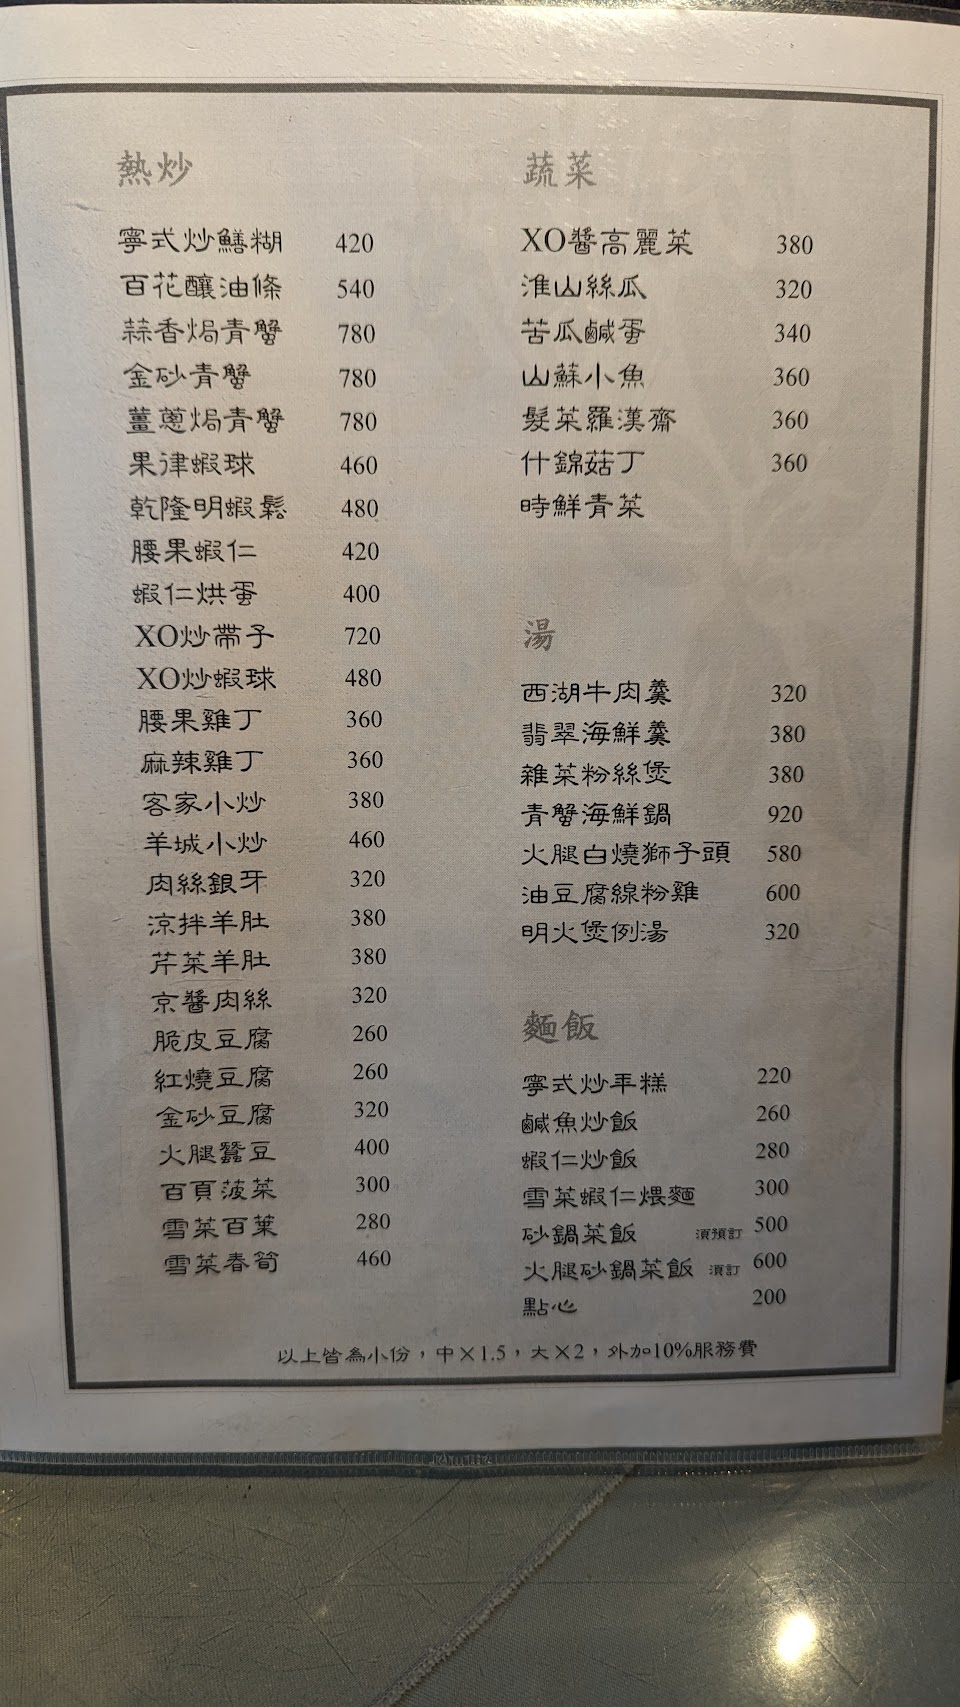 熱炒
寧式炒鱔糊 420
百花釀油條 540
蒜香焗青蟹 780
金砂青蟹 780
薑蔥焗青蟹 780
果律蝦球 460
乾隆明蝦鬆 480
腰果蝦仁 420
蝦仁烘蛋 400
XO炒帶子 720
XO炒蝦球 480
腰果雞丁 360
麻辣雞丁 360
客家小炒 380
羊城小炒 460
肉絲銀牙 320
涼拌羊肚 380
芹菜羊肚 380
京醬肉絲 320
脆皮豆腐 260
紅燒豆腐 260
金砂豆腐 320
火腿蠶豆 400
百頁菠菜 300
雪菜百葉 280
雪菜春筍 460
蔬菜
XO醬高麗菜 380
淮山絲瓜 320
苦瓜鹹蛋 340
山蘇小魚 360
髮菜羅漢齋 360
什錦菇丁 360
時鮮青菜
湯
西湖牛肉羹 320
翡翠海鮮羹 380
雜菜粉絲煲 380
青蟹海鮮鍋 920
火腿白燒獅子頭 580
油豆腐線粉雞 600
明火煲例湯 320
麵飯
寧式炒年糕 220
鹹魚炒飯 260
蝦仁炒飯 280
雪菜蝦仁煨麵 300
砂鍋菜飯 須預訂 500
火腿砂鍋菜飯 須訂 600
點心 200
以上皆為小份，中×1.5，大×2，外加10%服務費